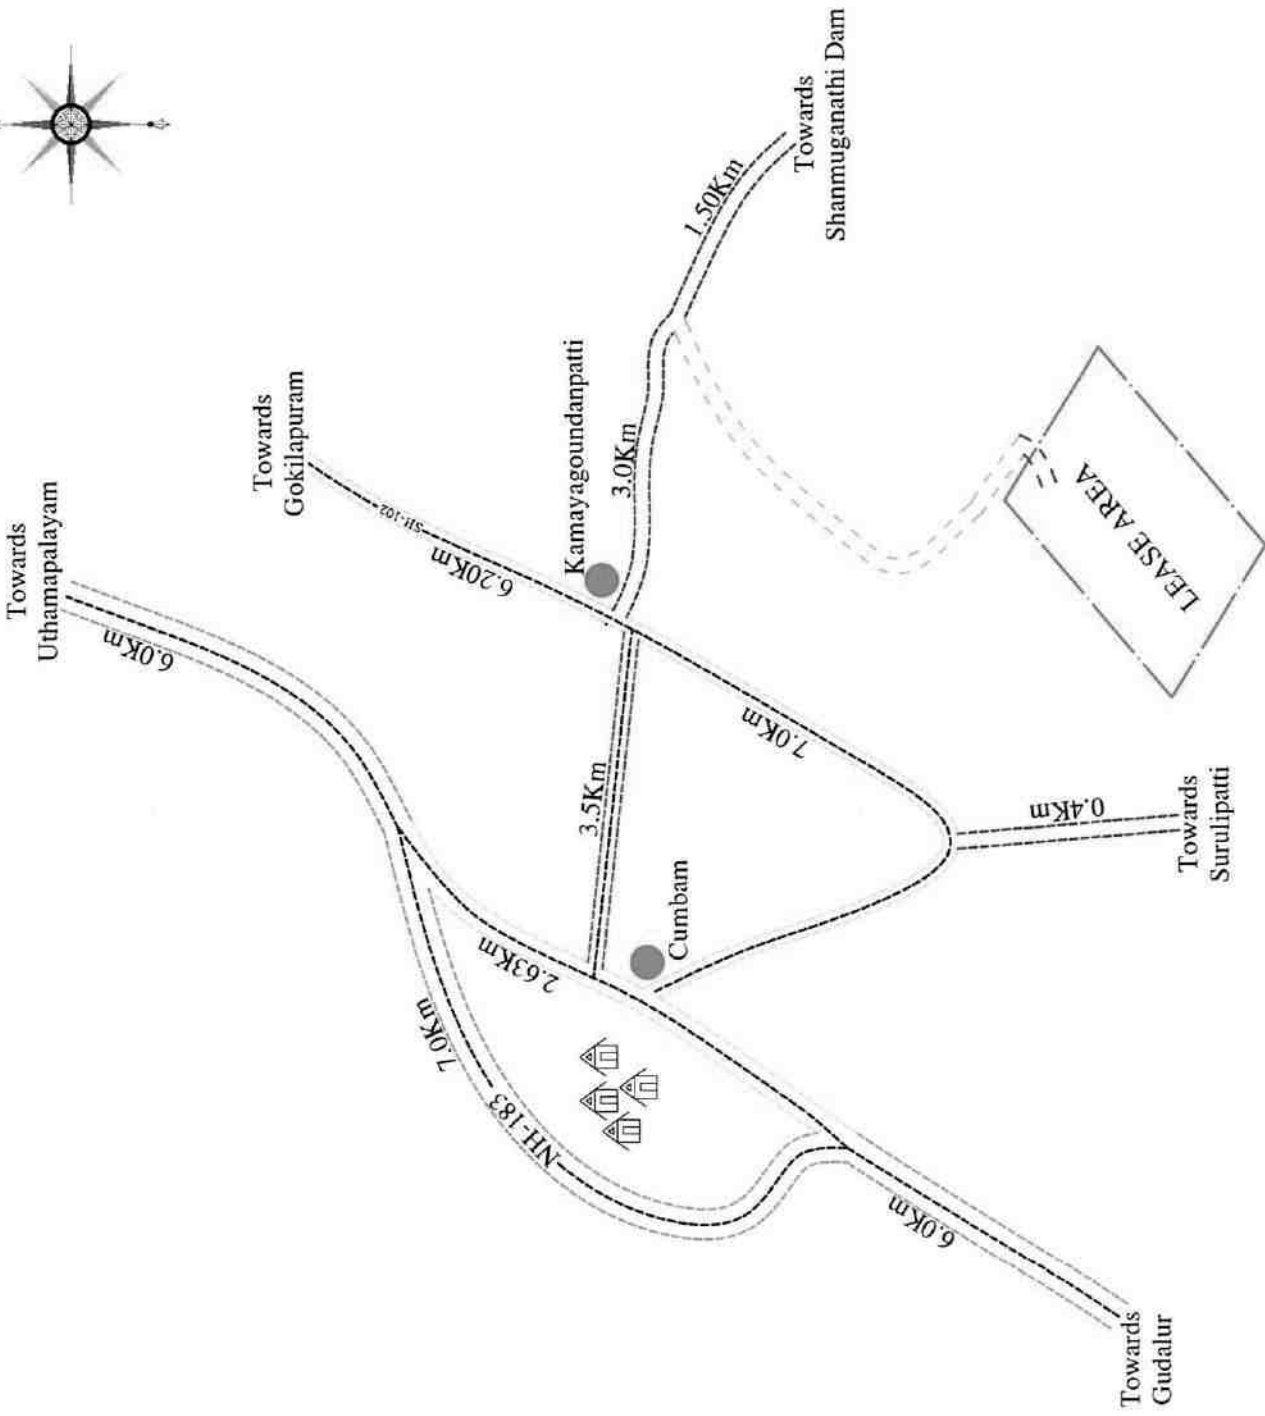 Towards
Uthamapalayam
6.0Km
Towards
Gokilapuram
SH-102
6.20Km
Kamayagoundanpatti
3.0Km
1.50Km
Towards
Shanmuganathi Dam
3.5Km
7.0Km
2.63Km
Cumbam
7.0Km
NH-183
6.0Km
Towards
Gudalur
0.4Km
Towards
Surulipatti
LEASE AREA